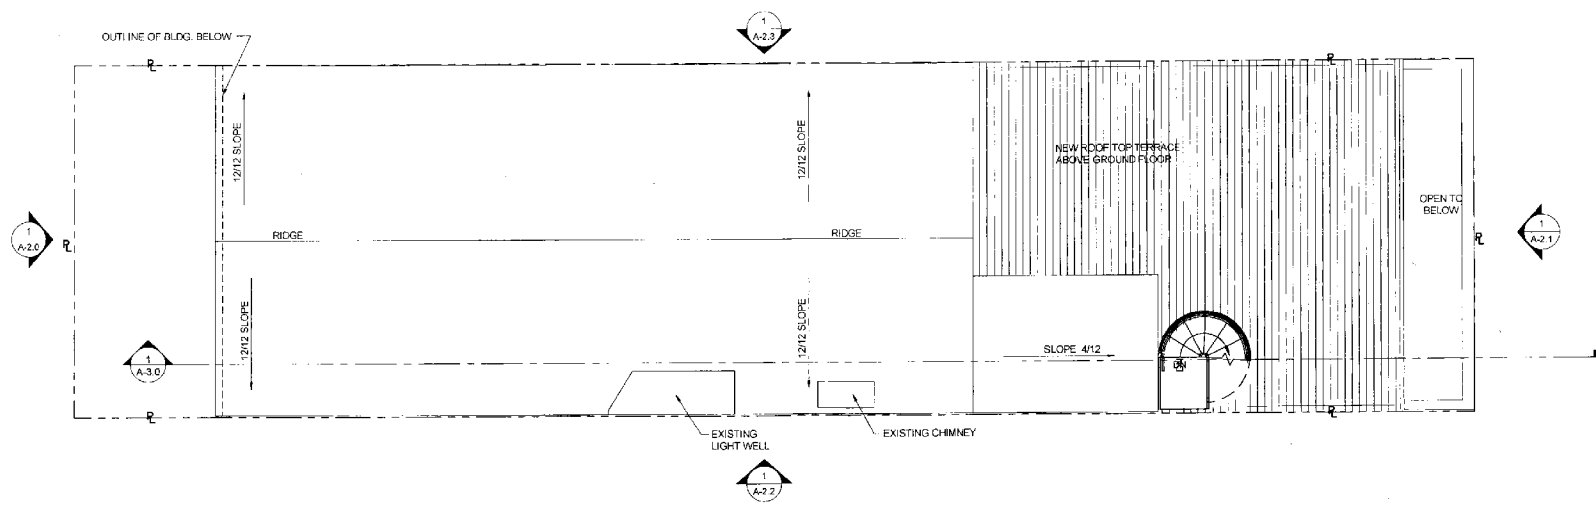 1
A-2.3
OUTLINE OF BLDG. BELOW
PL
PL
12/12 SLOPE
12/12 SLOPE
NEW ROOF TOP TERRACE
ABOVE GROUND FLOOR
OPEN TO
BELOW
1
A-2.0
PL
RIDGE
RIDGE
PL
1
A-2.1
12/12 SLOPE
12/12 SLOPE
1
A-3.0
SLOPE 4/12
DN
PL
PL
EXISTING
LIGHT WELL
EXISTING CHIMNEY
1
A-2.2